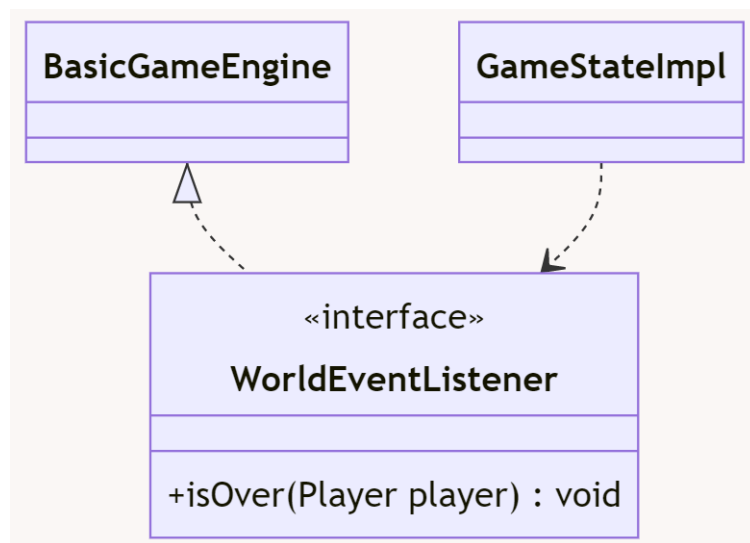 BasicGameEngine
GameStateImpl
«interface»
WorldEventListener
+isOver(Player player) : void